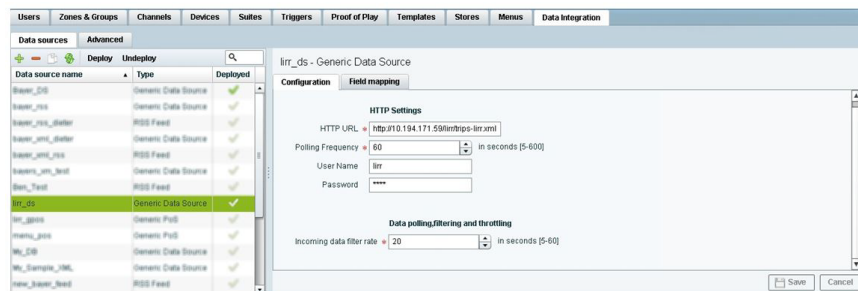 Users Zones & Groups Channels Devices Suites Triggers Proof of Play Templates Stores Menus Data Integration
Data sources Advanced
Deploy Undeploy
Data source name Type Deployed
Bayer_DS Generic Data Source
bayer_rss Generic Data Source
bayer_rss_dieter RSS Feed
bayer_xml_dieter Generic Data Source
bayer_xml_rss RSS Feed
Generic Data Source
Ben_Test RSS Feed
lirr_ds Generic Data Source
lirr_gpos Generic PoS
menu_pos Generic PoS
My_DB Generic Data Source
My_Sample_XML Generic Data Source
new_bayer_feed RSS Feed
lirr_ds - Generic Data Source
Configuration Field mapping
HTTP Settings
HTTP URL * http://10.194.171.59/lirr/trips-lirr.xml
Polling Frequency * 60 in seconds [5-600]
User Name lirr
Password ****
Data polling,filtering and throttling
Incoming data filter rate * 20 in seconds [5-60]
Save Cancel